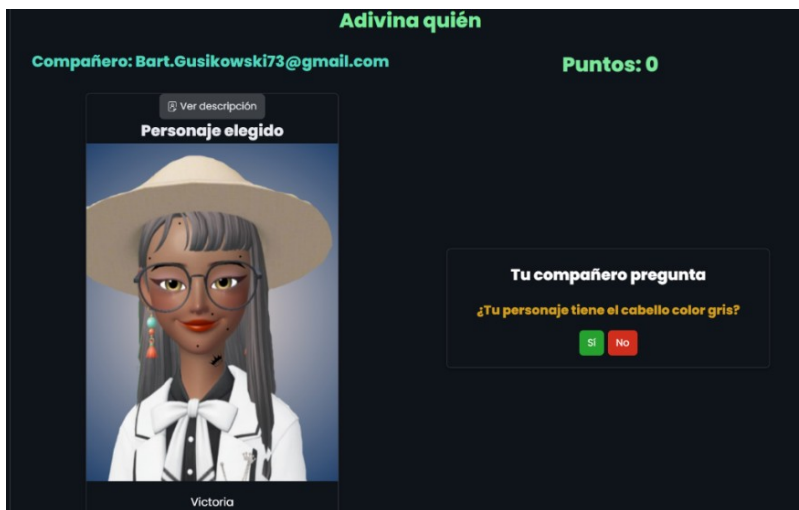 Adivina quién
Compañero: Bart.Gusikowski73@gmail.com
Puntos: 0
Ver descripción
Personaje elegido
Tu compañero pregunta
¿Tu personaje tiene el cabello color gris?
Sí
No
Victoria